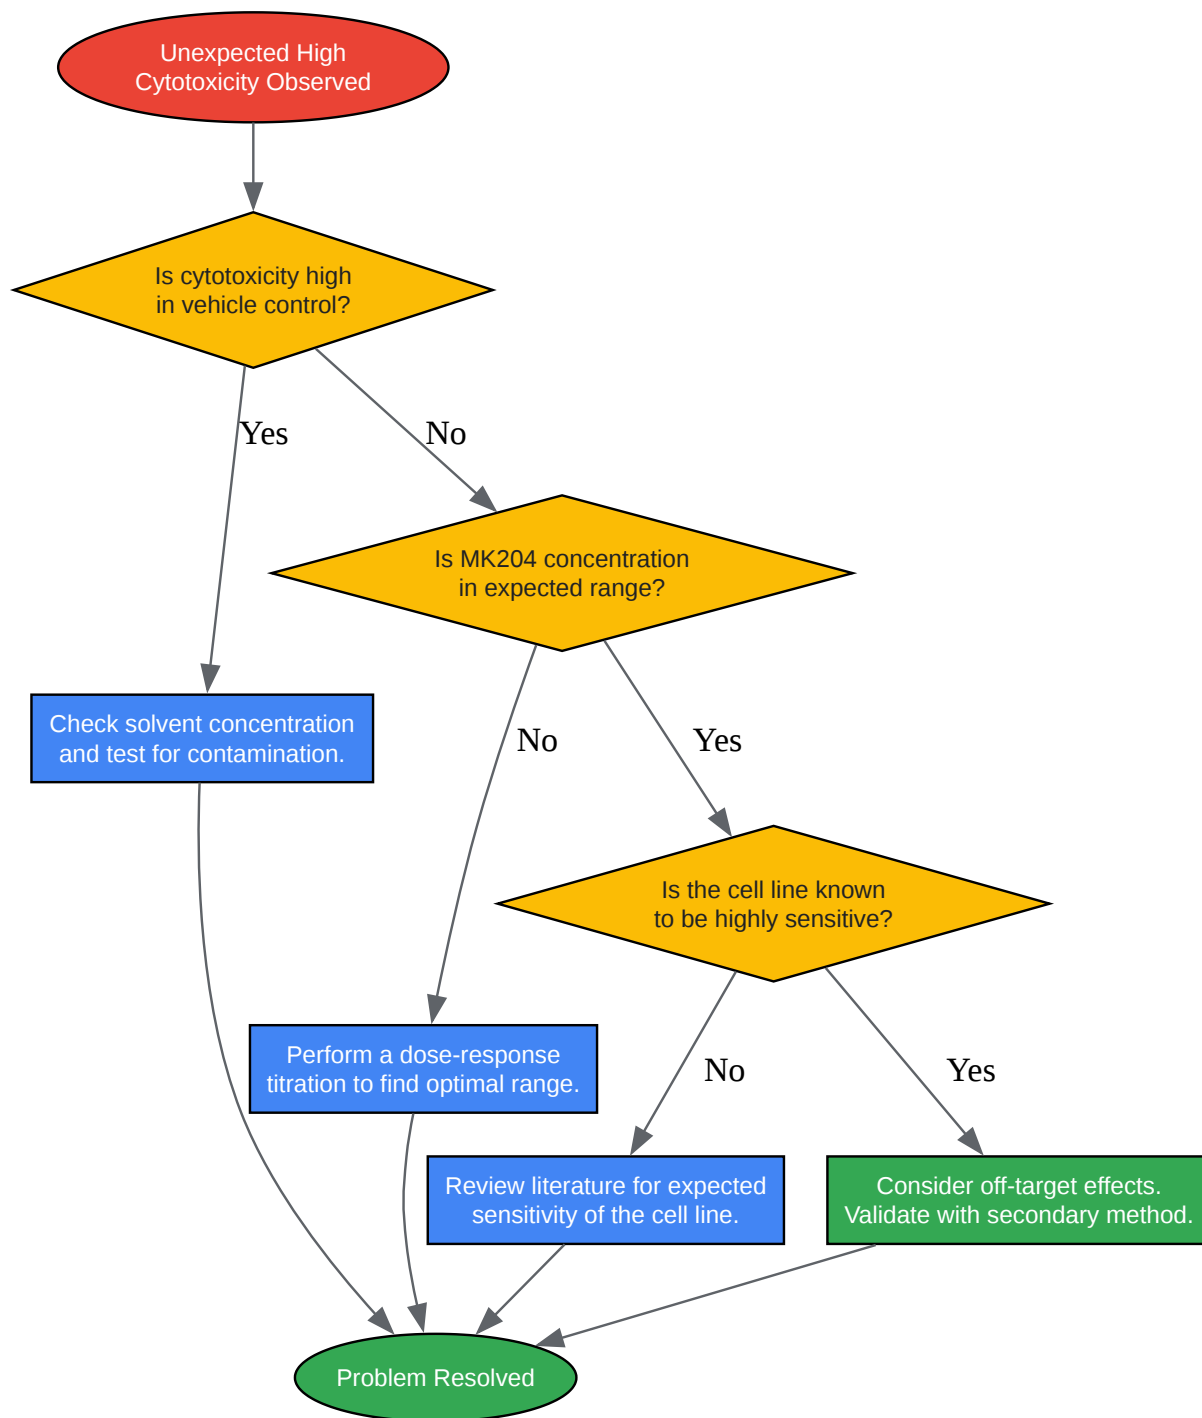 Unexpected High
Cytotoxicity Observed
Is cytotoxicity high
in vehicle control?
Yes
No
Is MK204 concentration
in expected range?
Check solvent concentration
and test for contamination.
No
Yes
Is the cell line known
to be highly sensitive?
Perform a dose-response
titration to find optimal range.
No
Yes
Review literature for expected
sensitivity of the cell line.
Consider off-target effects.
Validate with secondary method.
Problem Resolved